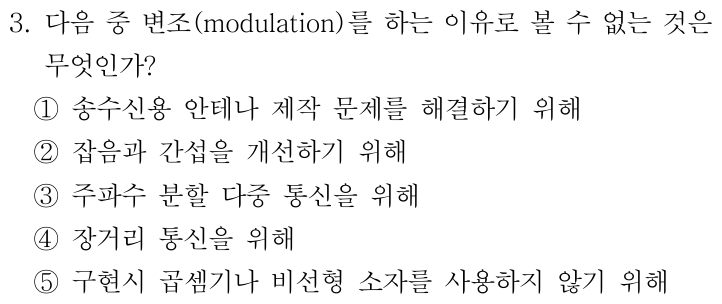 3. 다음 중 변조(modulation)를 하는 이유로 볼 수 없는 것은
무엇인가?
① 송수신용 안테나 제작 문제를 해결하기 위해
② 잡음과 간섭을 개선하기 위해
③ 주파수 분할 다중 통신을 위해
④ 장거리 통신을 위해
⑤ 구현시 곱셈기나 비선형 소자를 사용하지 않기 위해